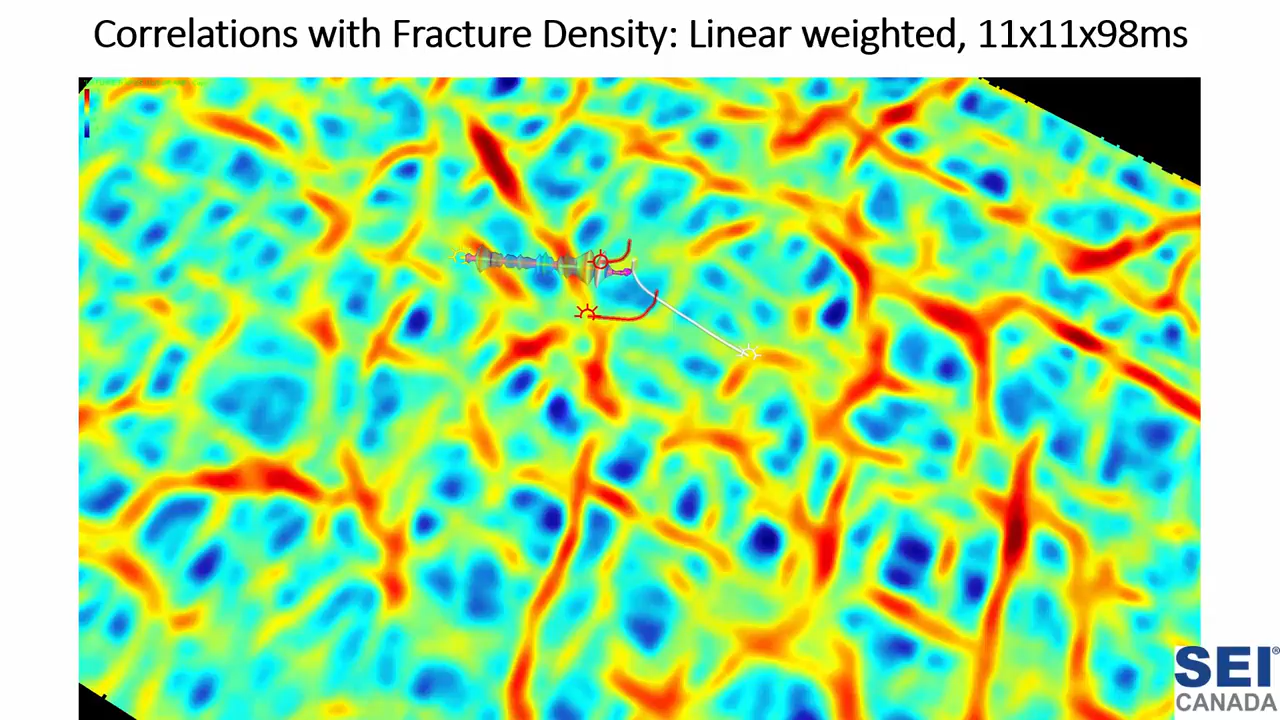 Correlations with Fracture Density: Linear weighted, 11x11x98ms
SEI®
CANADA